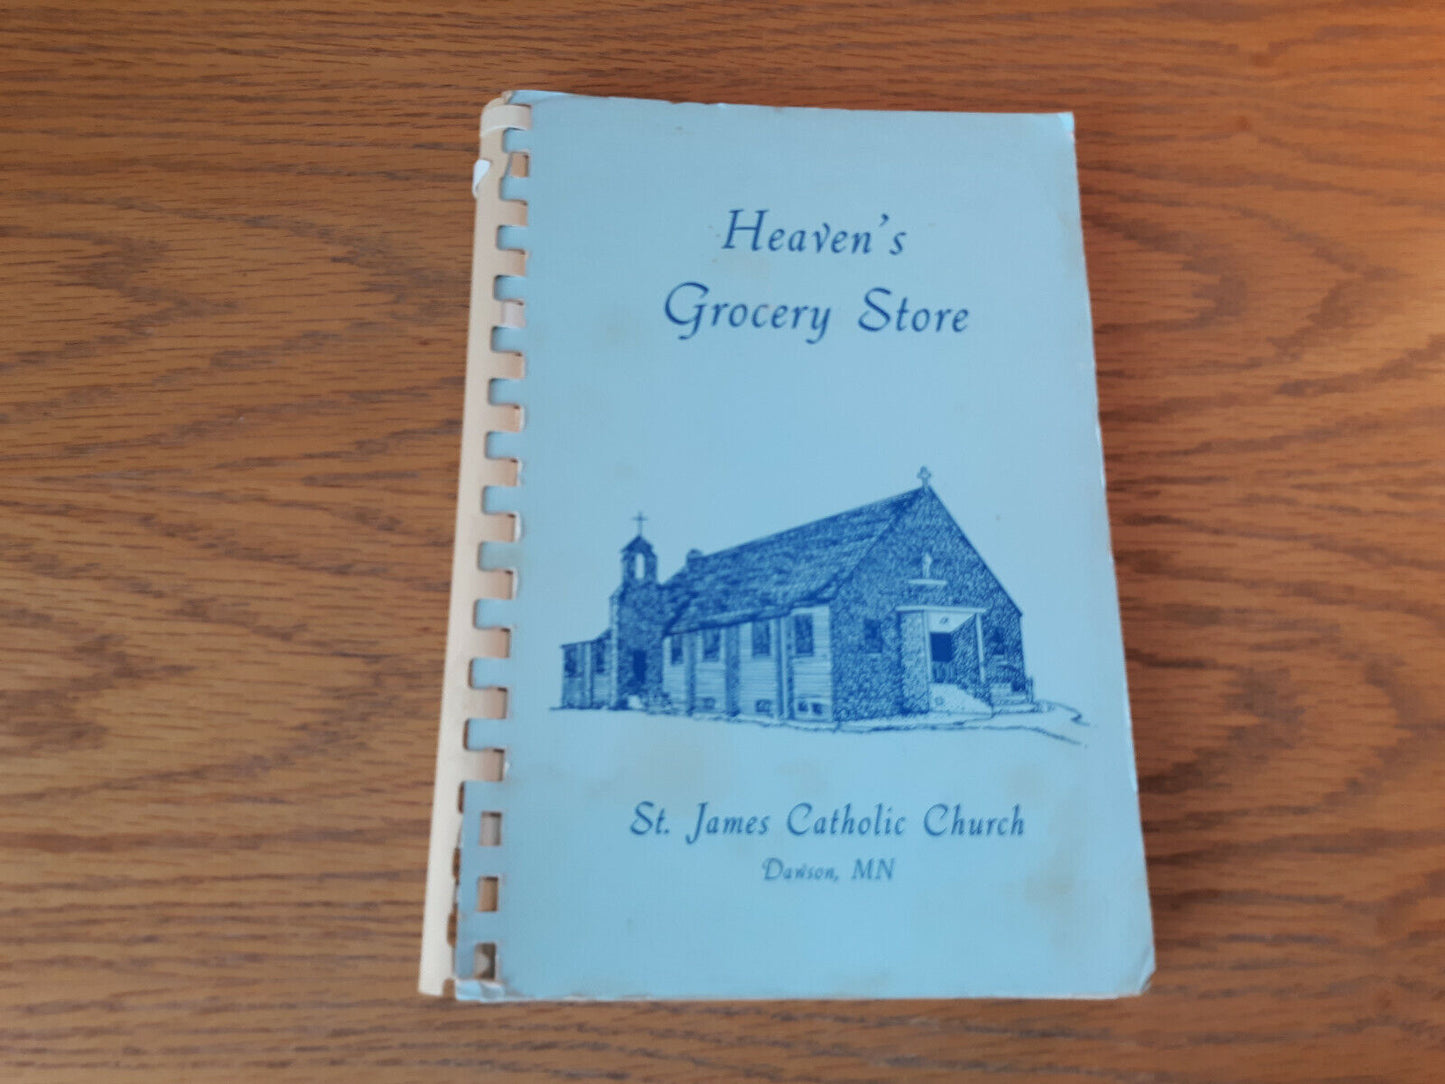 Heaven's
Grocery Store
St. James Catholic Church
Dawson, MN